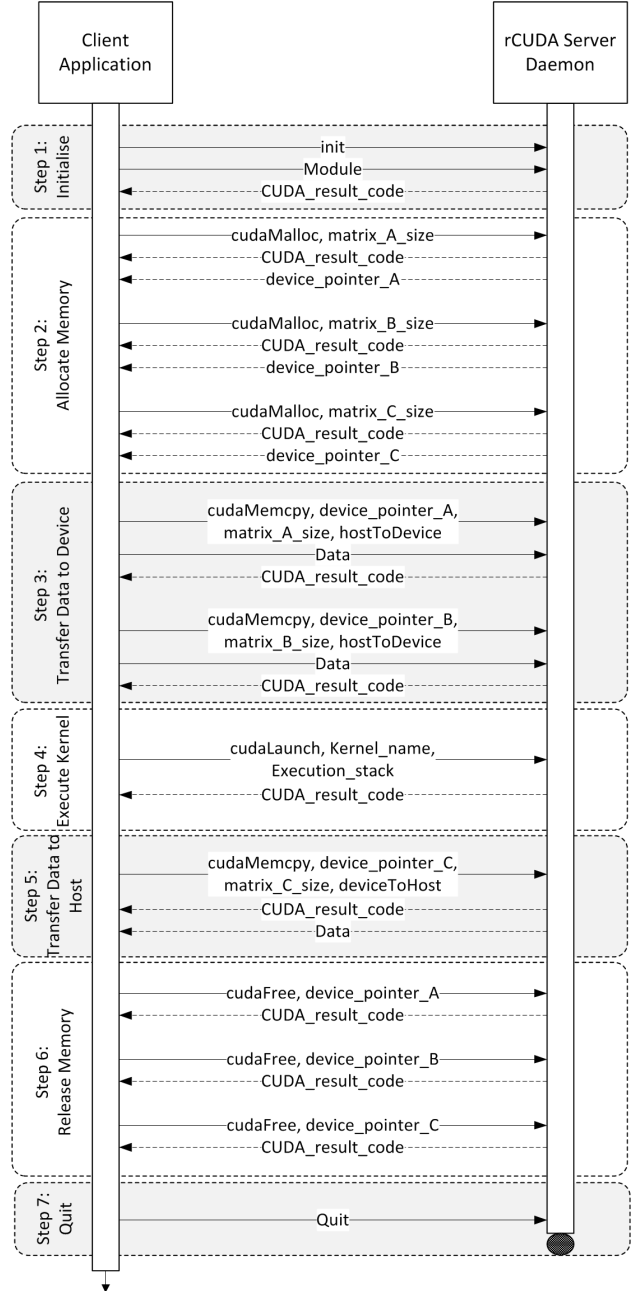 Client
Application
rCUDA Server
Daemon
Step 1:
Initialise
init
Module
CUDA_result_code
Step 2:
Allocate Memory
cudaMalloc, matrix_A_size
CUDA_result_code
device_pointer_A
cudaMalloc, matrix_B_size
CUDA_result_code
device_pointer_B
cudaMalloc, matrix_C_size
CUDA_result_code
device_pointer_C
Step 3:
Transfer Data to Device
cudaMemcpy, device_pointer_A,
matrix_A_size, hostToDevice
Data
CUDA_result_code
cudaMemcpy, device_pointer_B,
matrix_B_size, hostToDevice
Data
CUDA_result_code
Step 4:
Execute Kernel
cudaLaunch, Kernel_name,
Execution_stack
CUDA_result_code
Step 5:
Transfer Data to
Host
cudaMemcpy, device_pointer_C,
matrix_C_size, deviceToHost
CUDA_result_code
Data
Step 6:
Release Memory
cudaFree, device_pointer_A
CUDA_result_code
cudaFree, device_pointer_B
CUDA_result_code
cudaFree, device_pointer_C
CUDA_result_code
Step 7:
Quit
Quit